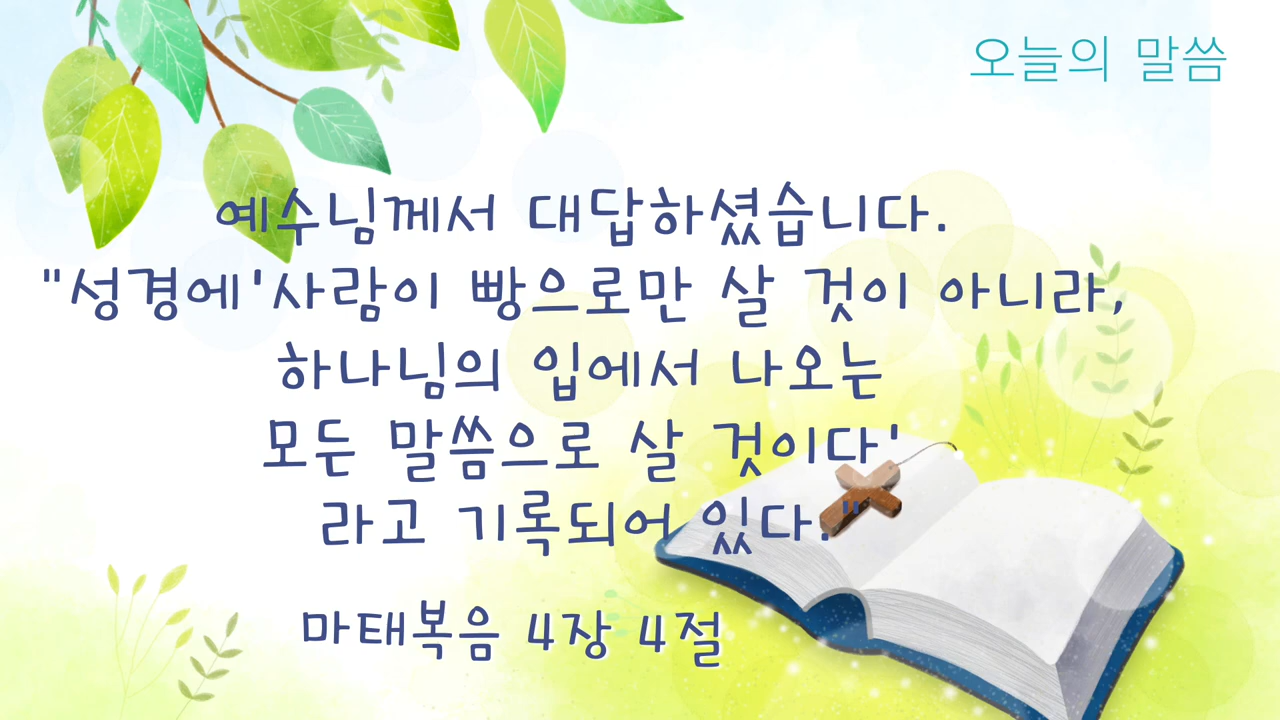 오늘의 말씀
예수님께서 대답하셨습니다.
"성경에'사람이 빵으로만 살 것이 아니라,
하나님의 입에서 나오는
모든 말씀으로 살 것이다'
라고 기록되어 있다."
마태복음 4장 4절